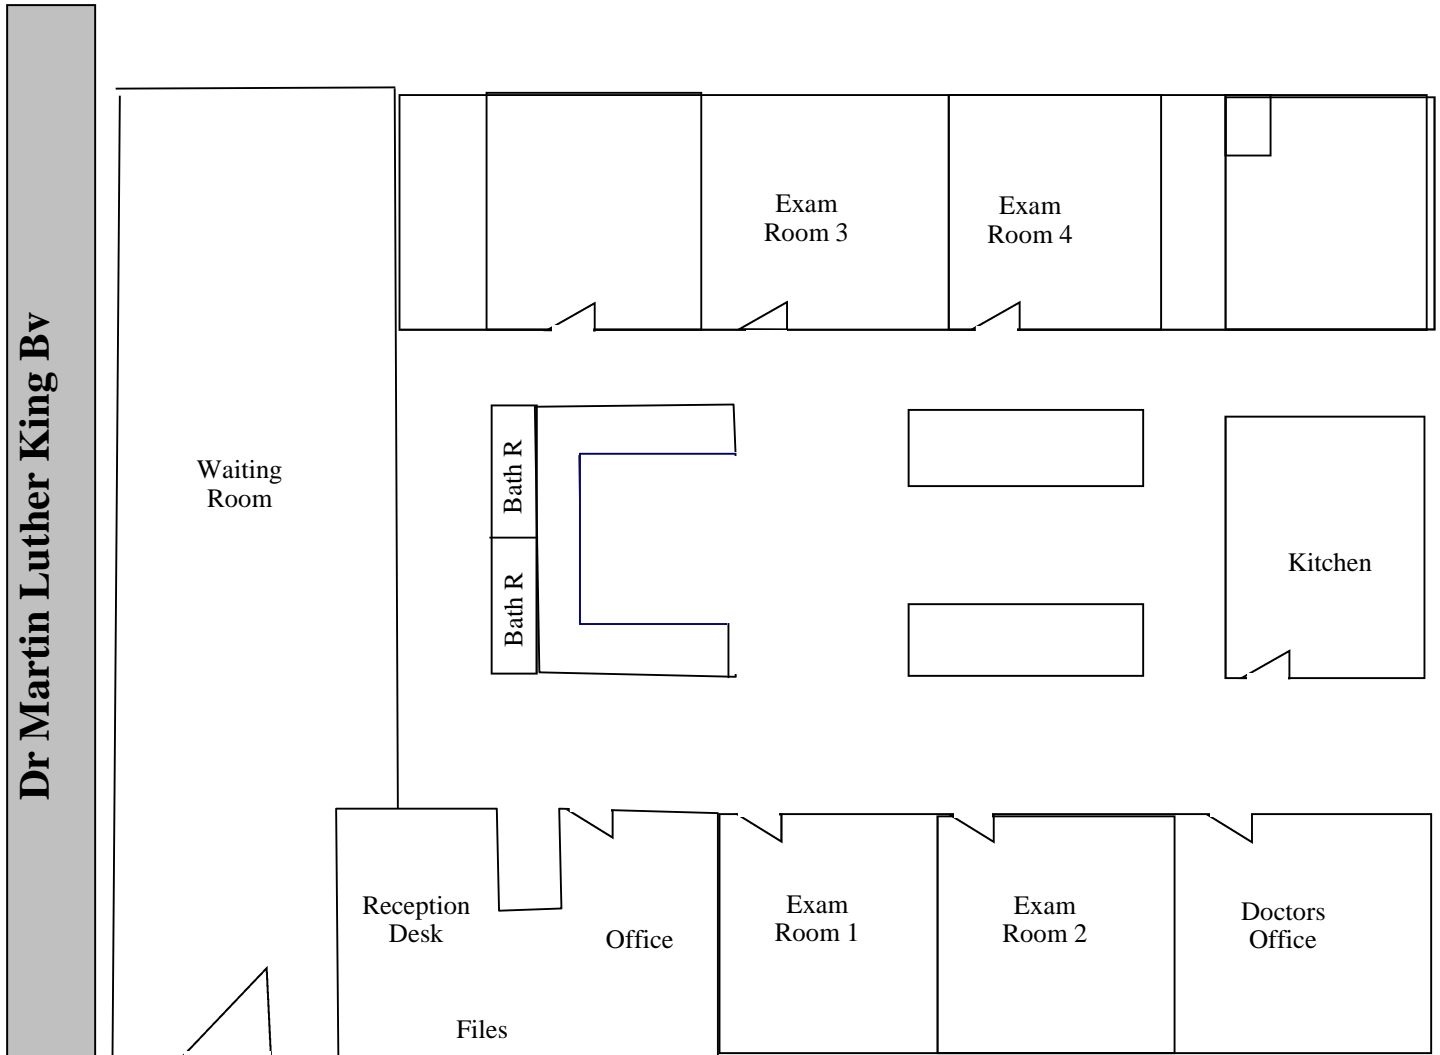 Dr Martin Luther King Bv
Exam
Room 3
Exam
Room 4
Waiting
Room
Bath R
Bath R
Kitchen
Reception
Desk
Office
Files
Exam
Room 1
Exam
Room 2
Doctors
Office